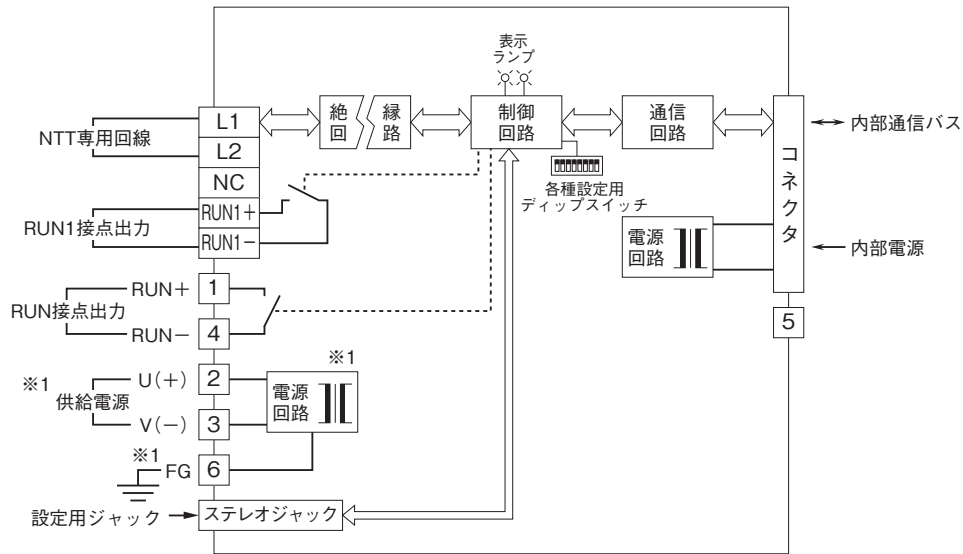 表示
ランプ
L1
L2
NC
RUN1+
RUN1−
NTT専用回線
RUN1接点出力
絶 縁
回 路
制御
回路
通信
回路
コネクタ
内部通信バス
各種設定用
ディップスイッチ
電源
回路
内部電源
5
RUN+
1
RUN接点出力
RUN−
4
※1
供給電源
U(+)
2
V(−)
3
※1
電源
回路
※1
FG
6
設定用ジャック
ステレオジャック